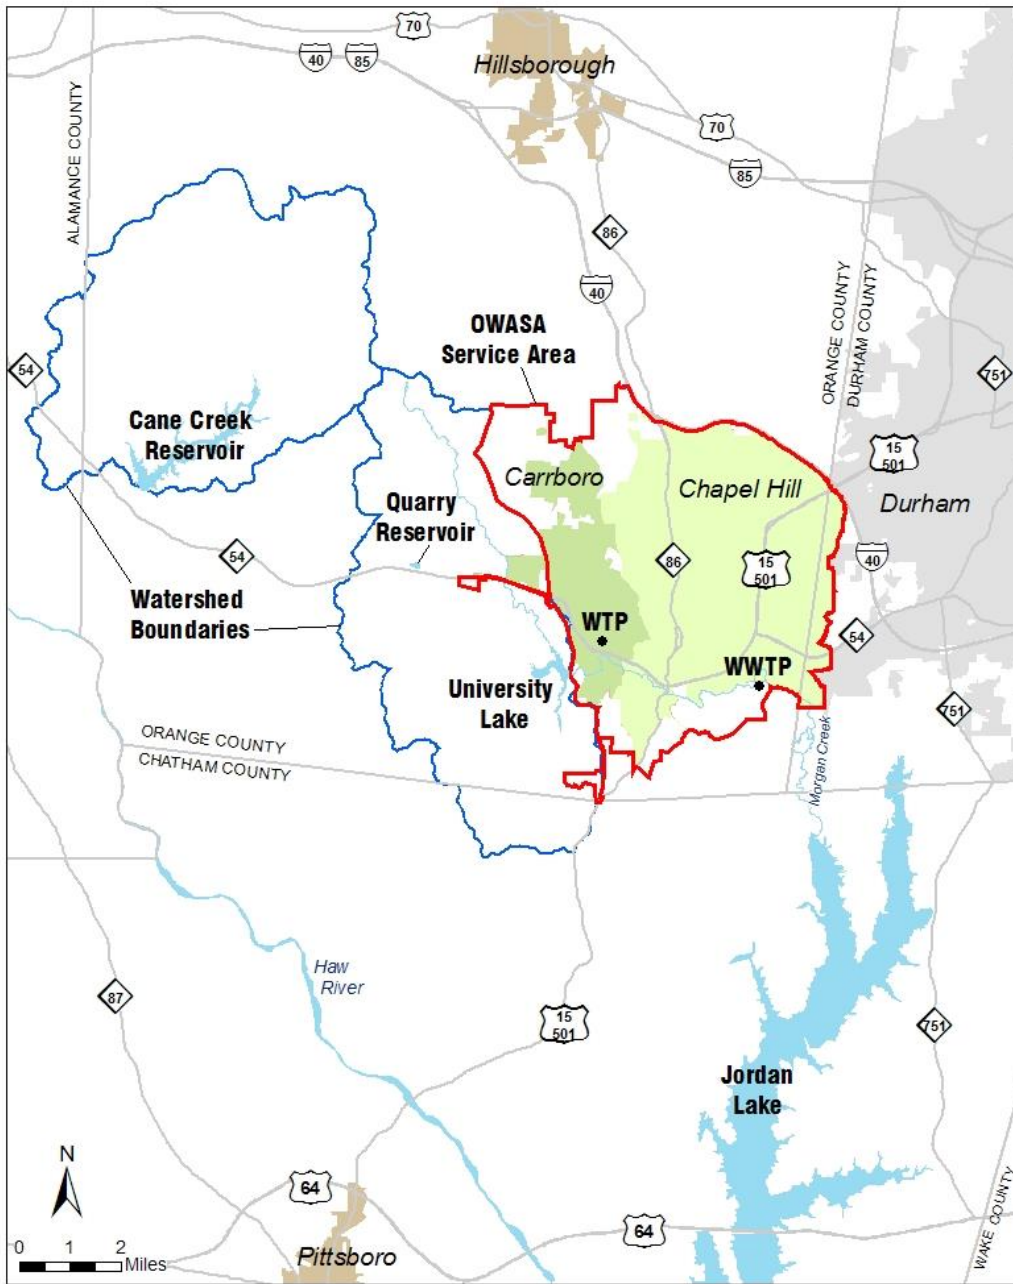 70
40
85
Hillsborough
70
85
ALAMANCE COUNTY
86
40
ORANGE COUNTY
DURHAM COUNTY
OWASA
Service Area
54
751
Cane Creek
Reservoir
15
501
Carrboro
Chapel Hill
Durham
Quarry
Reservoir
54
86
15
501
40
Watershed
Boundaries
WTP
54
WWTP
University
Lake
751
ORANGE COUNTY
CHATHAM COUNTY
Morgan Creek
Haw
River
87
15
501
751
Jordan
Lake
N
64
64
WAKE COUNTY
Pittsboro
0 1 2
Miles